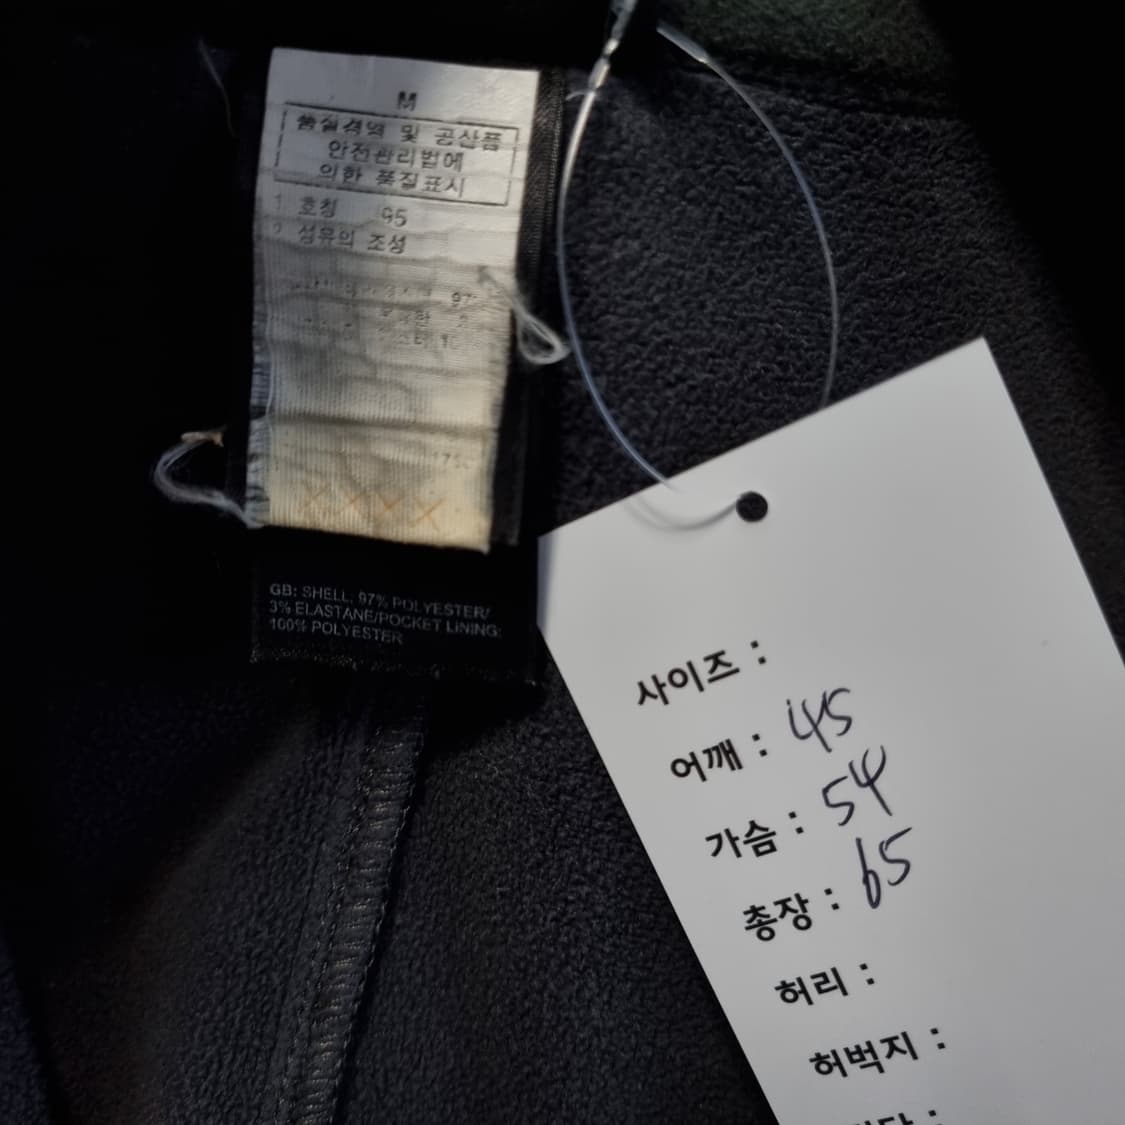 M
품질경영 및 공산품
안전관리법에
의한 품질표시
1 호칭 95
2 섬유의 조성
97
GB: SHELL, 97% POLYESTER/
3% ELASTANE/POCKET LINING:
100% POLYESTER
사이즈 :
어깨 : 45
가슴 : 54
총장 : 65
허리 :
허벅지 :